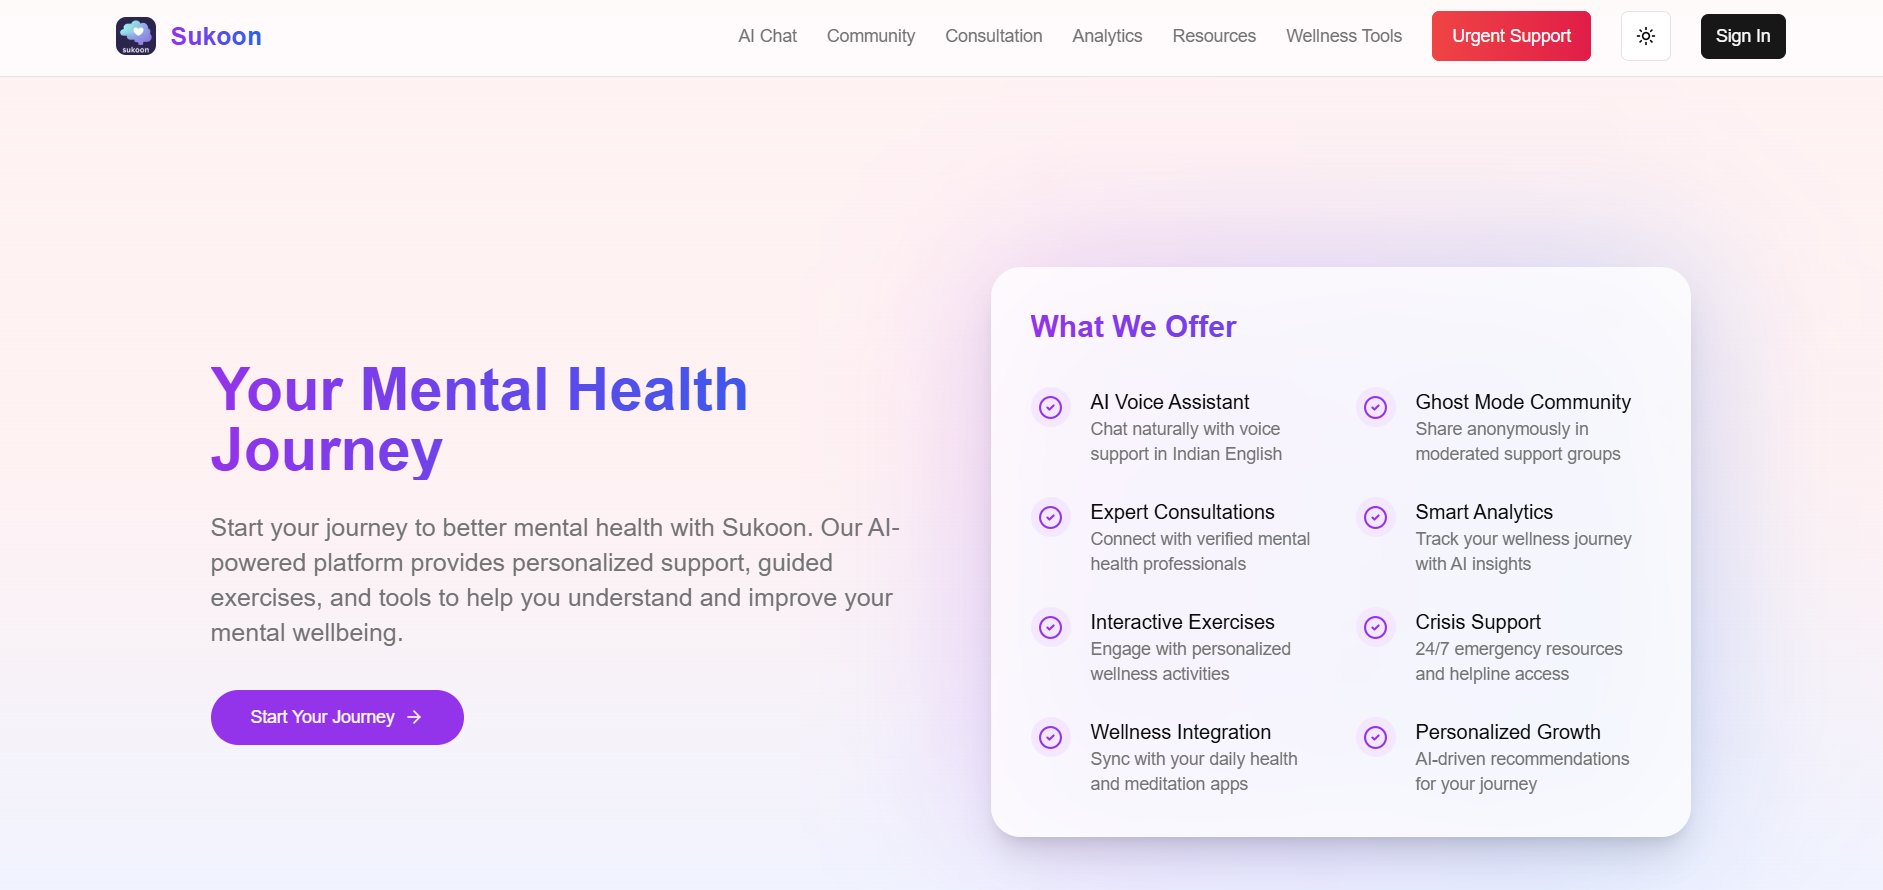 sukoon
Sukoon
AI Chat
Community
Consultation
Analytics
Resources
Wellness Tools
Urgent Support
Sign In
Your Mental Health
Journey
Start your journey to better mental health with Sukoon. Our AI-
powered platform provides personalized support, guided
exercises, and tools to help you understand and improve your
mental wellbeing.
Start Your Journey
What We Offer
AI Voice Assistant
Chat naturally with voice
support in Indian English
Ghost Mode Community
Share anonymously in
moderated support groups
Expert Consultations
Connect with verified mental
health professionals
Smart Analytics
Track your wellness journey
with AI insights
Interactive Exercises
Engage with personalized
wellness activities
Crisis Support
24/7 emergency resources
and helpline access
Wellness Integration
Sync with your daily health
and meditation apps
Personalized Growth
AI-driven recommendations
for your journey